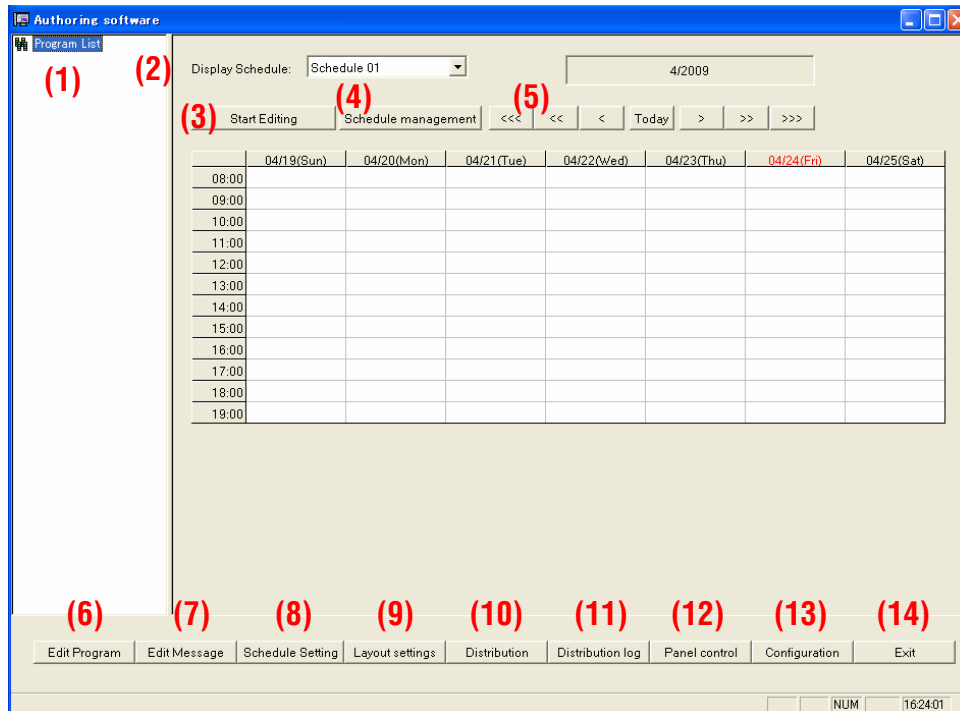 Authoring software
Program List
(1)
(2)
Display Schedule: Schedule 01
4/2009
(3)
(4)
(5)
Start Editing Schedule management <<< << < Today > >> >>>
04/19(Sun) 04/20(Mon) 04/21(Tue) 04/22(Wed) 04/23(Thu) 04/24(Fri) 04/25(Sat)
08:00
09:00
10:00
11:00
12:00
13:00
14:00
15:00
16:00
17:00
18:00
19:00
(6) (7) (8) (9) (10) (11) (12) (13) (14)
Edit Program Edit Message Schedule Setting Layout settings Distribution Distribution log Panel control Configuration Exit
NUM 16:24:01